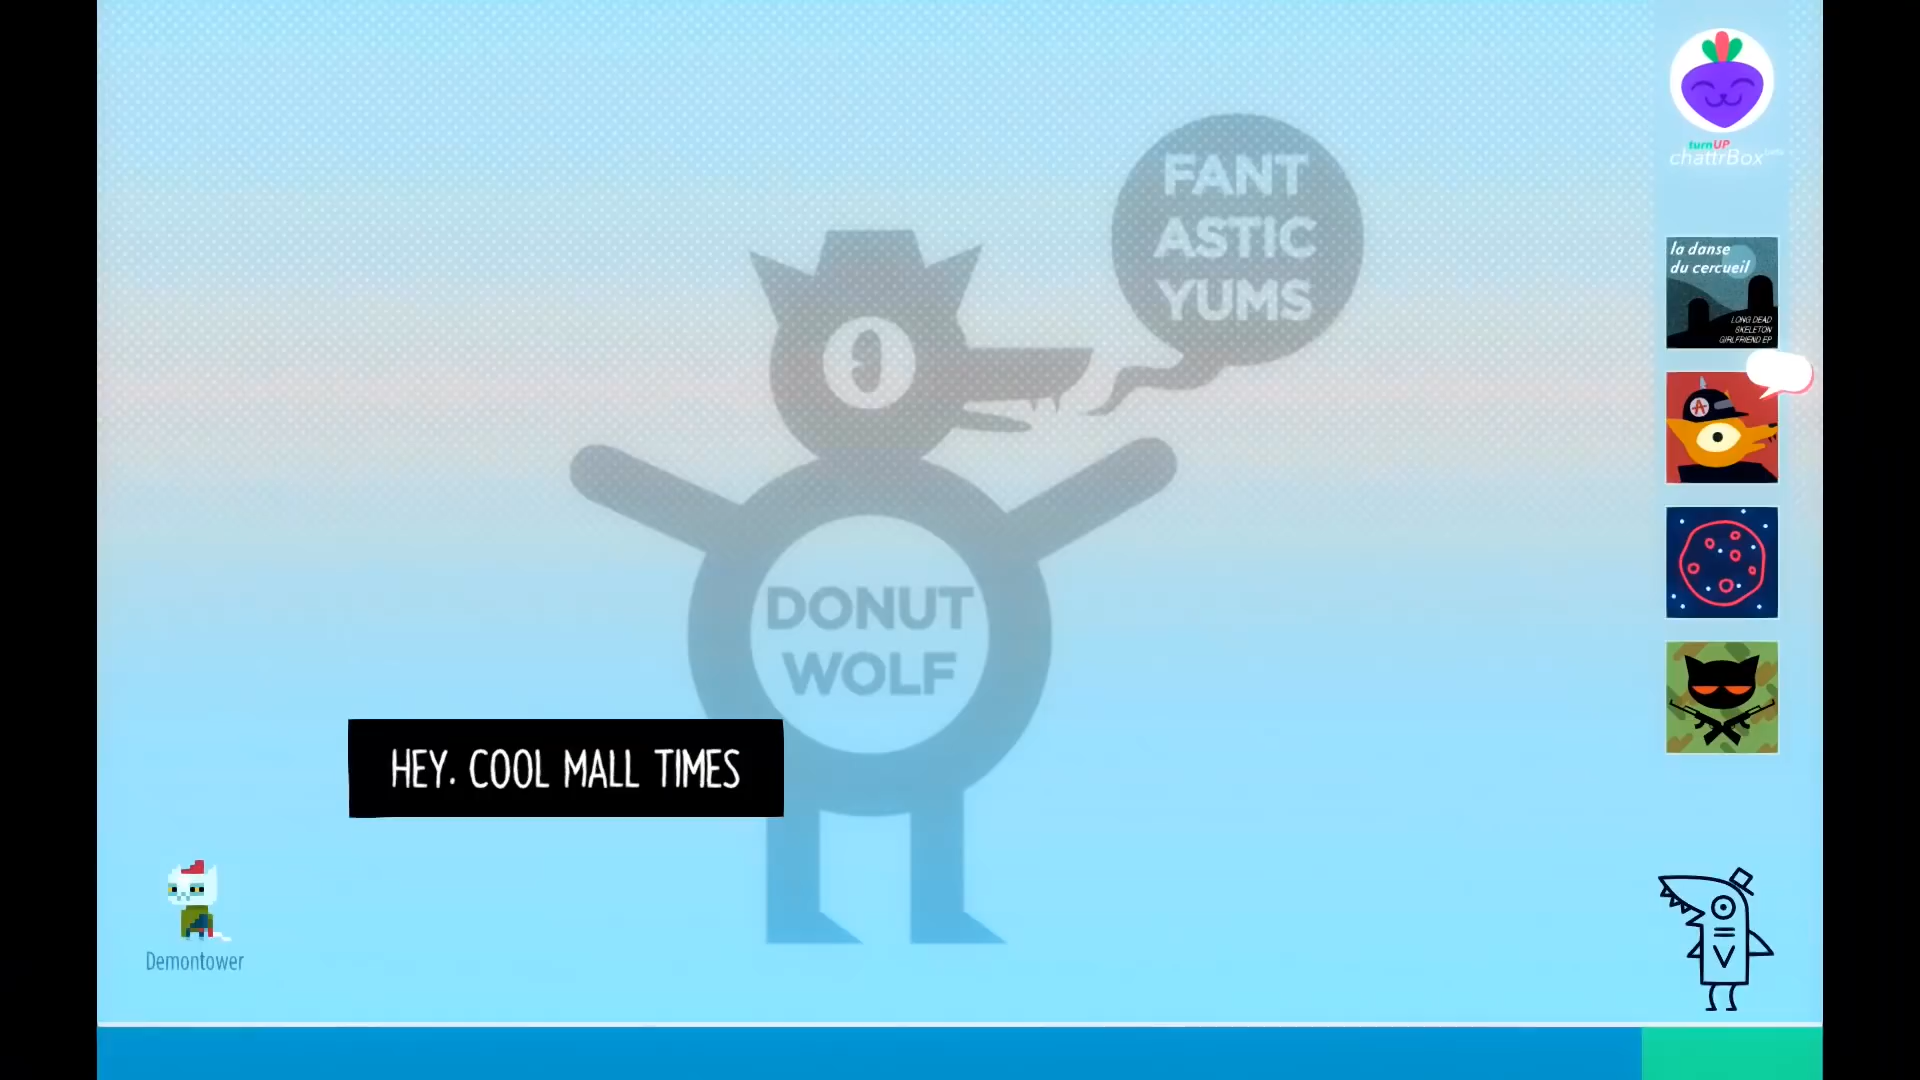 FANT
ASTIC
YUMS
DONUT
WOLF
HEY. COOL MALL TIMES
Demontower
turnUP
chattrBox beta
la danse
du cercueil
LONG DEAD
SKELETON
GIRLFRIEND EP
A